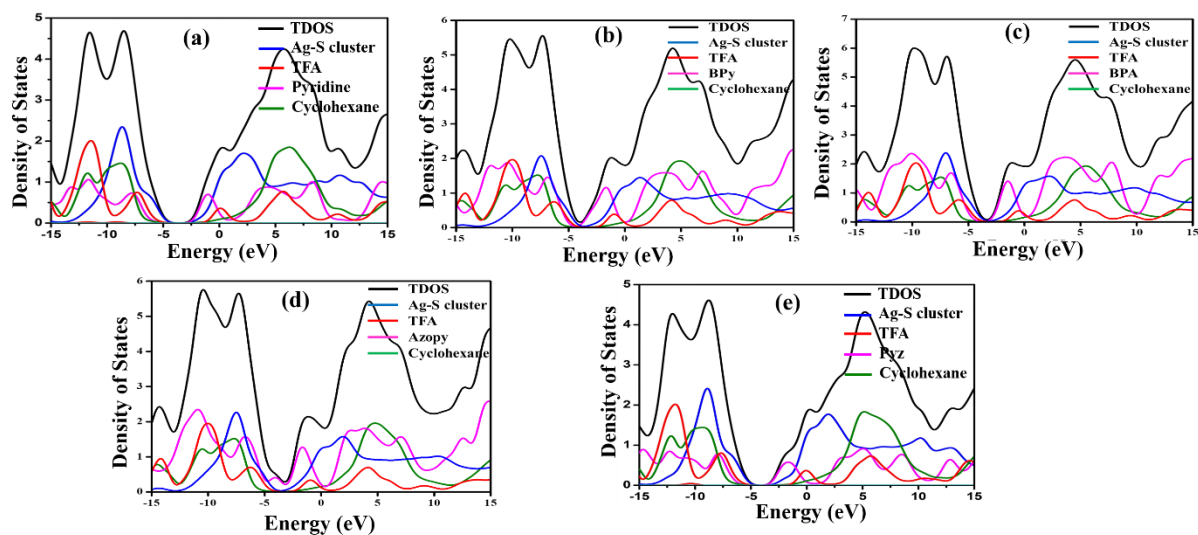 (a)
TDOS
Ag-S cluster
TFA
Pyridine
Cyclohexane
Density of States
5
4
3
2
1
0
-15 -10 -5 0 5 10 15
Energy (eV)
(b)
TDOS
Ag-S cluster
TFA
BPy
Cyclohexane
Density of States
6
5
4
3
2
1
0
-15 -10 -5 0 5 10 15
Energy (eV)
(c)
TDOS
Ag-S cluster
TFA
BPA
Cyclohexane
Density of States
7
6
5
4
3
2
1
0
-15 -10 -5 0 5 10 15
Energy (eV)
(d)
TDOS
Ag-S cluster
TFA
Azopy
Cyclohexane
Density of States
6
5
4
3
2
1
0
-15 -10 -5 0 5 10 15
Energy (eV)
(e)
TDOS
Ag-S cluster
TFA
Pyz
Cyclohexane
Density of States
5
4
3
2
1
0
-15 -10 -5 0 5 10 15
Energy (eV)